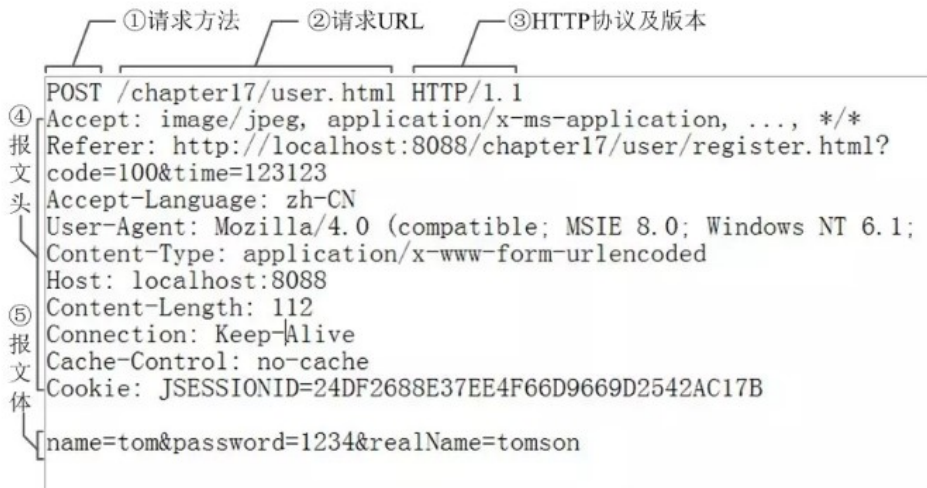 ①请求方法 ②请求URL ③HTTP协议及版本
POST /chapter17/user.html HTTP/1.1
④报文头
Accept: image/jpeg, application/x-ms-application, ..., */*
Referer: http://localhost:8088/chapter17/user/register.html?
code=100&time=123123
Accept-Language: zh-CN
User-Agent: Mozilla/4.0 (compatible; MSIE 8.0; Windows NT 6.1;
Content-Type: application/x-www-form-urlencoded
Host: localhost:8088
Content-Length: 112
Connection: Keep-Alive
Cache-Control: no-cache
Cookie: JSESSIONID=24DF2688E37EE4F66D9669D2542AC17B
⑤报文体
name=tom&password=1234&realName=tomson